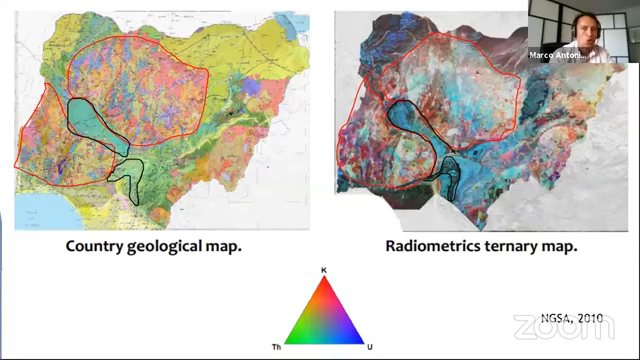 Marco Antoni...
Country geological map.
Radiometrics ternary map.
K
Th
U
NGSA, 2010
zoom